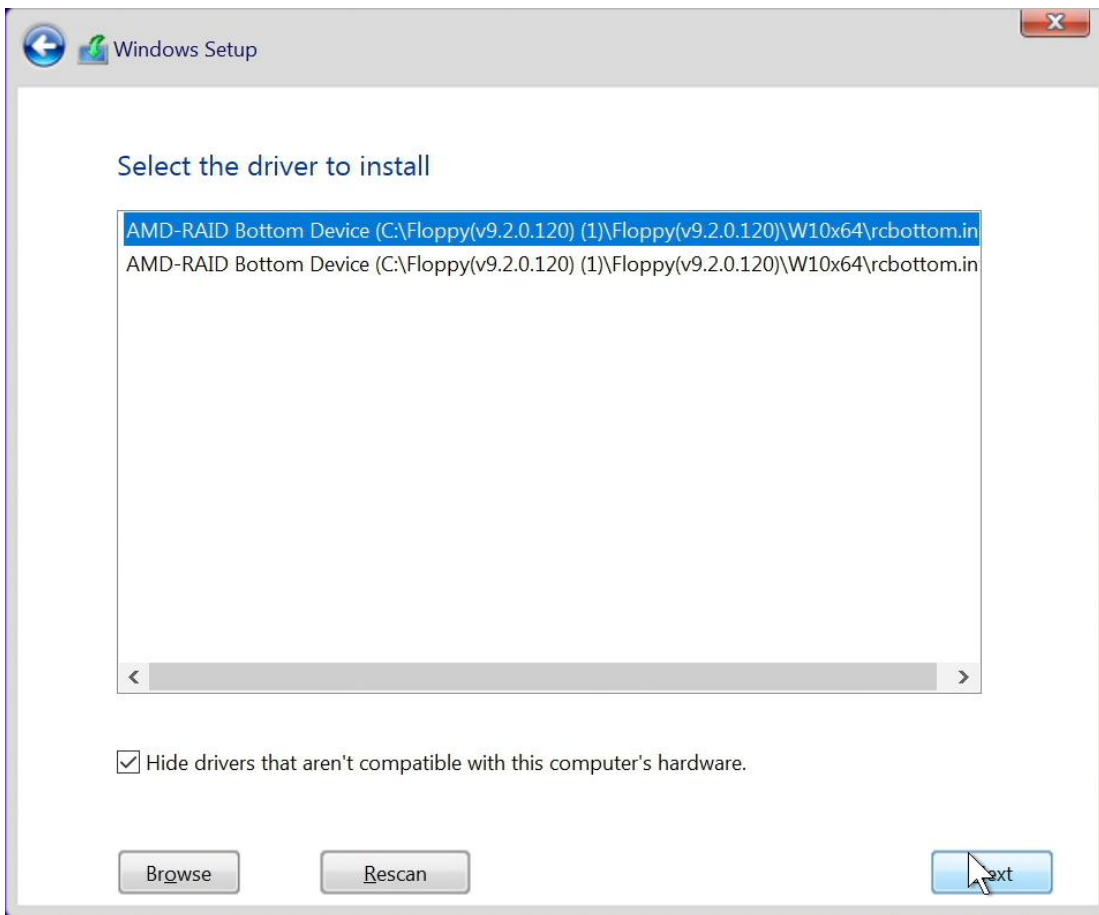 Windows Setup
Select the driver to install
AMD-RAID Bottom Device (C:\Floppy(v9.2.0.120) (1)\Floppy(v9.2.0.120)\W10x64\rcbottom.in
AMD-RAID Bottom Device (C:\Floppy(v9.2.0.120) (1)\Floppy(v9.2.0.120)\W10x64\rcbottom.in
Hide drivers that aren't compatible with this computer's hardware.
Browse
Rescan